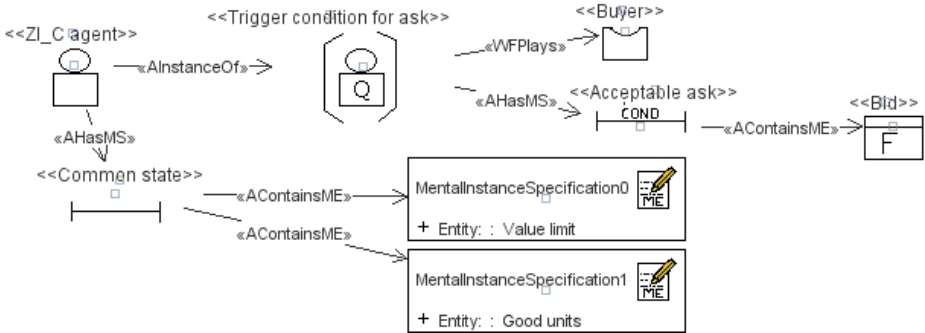 <<Trigger condition for ask>>
<<Buyer>>
<<ZI_C agent>>
«WFPlays»
«AInstanceOf»
Q
<<Acceptable ask>>
«AHasMS»
COND
<<Bid>>
«AContainsME»
F
«AHasMS»
<<Common state>>
MentalInstanceSpecification0
ME
«AContainsME»
+ Entity: : Value limit
«AContainsME»
MentalInstanceSpecification1
ME
+ Entity: : Good units